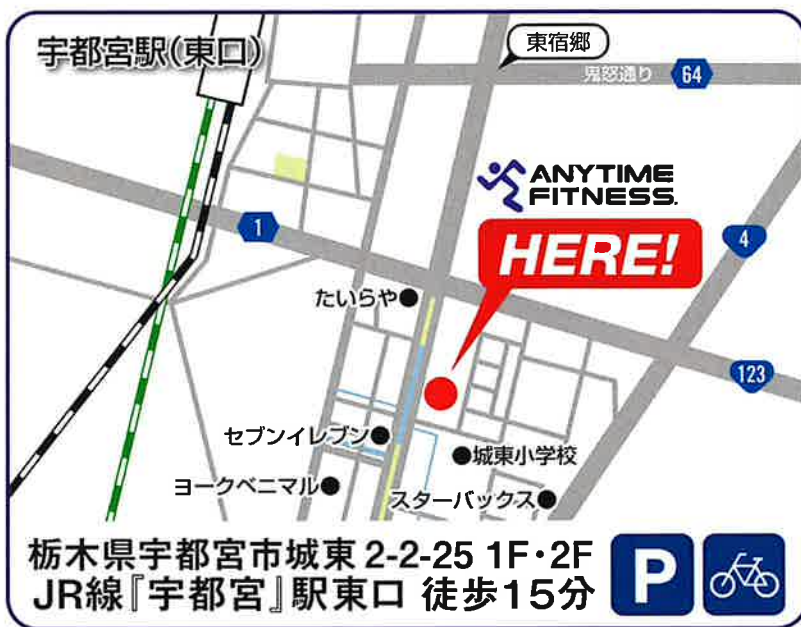 宇都宮駅(東口)
東宿郷
鬼怒通り 64
ANYTIME
FITNESS.
1
HERE!
4
たいらや
123
セブンイレブン
城東小学校
ヨークベニマル
スターバックス
栃木県宇都宮市城東2-2-25 1F・2F
JR線『宇都宮』駅東口 徒歩15分
P